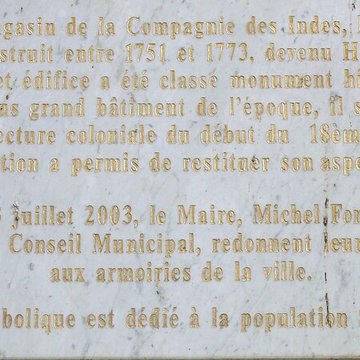 gasin de la Compagnie des Indes,
struit entre 1751 et 1773, devenu H
et édifice a été classé monument hi
us grand bâtiment de l'époque, il s
ecture coloniale du début du 18èm
tion a permis de restituer son aspe
juillet 2003, le Maire, Michel Fon
Conseil Municipal, redonnent leur
aux armoiries de la ville.
bolique est dédié à la population